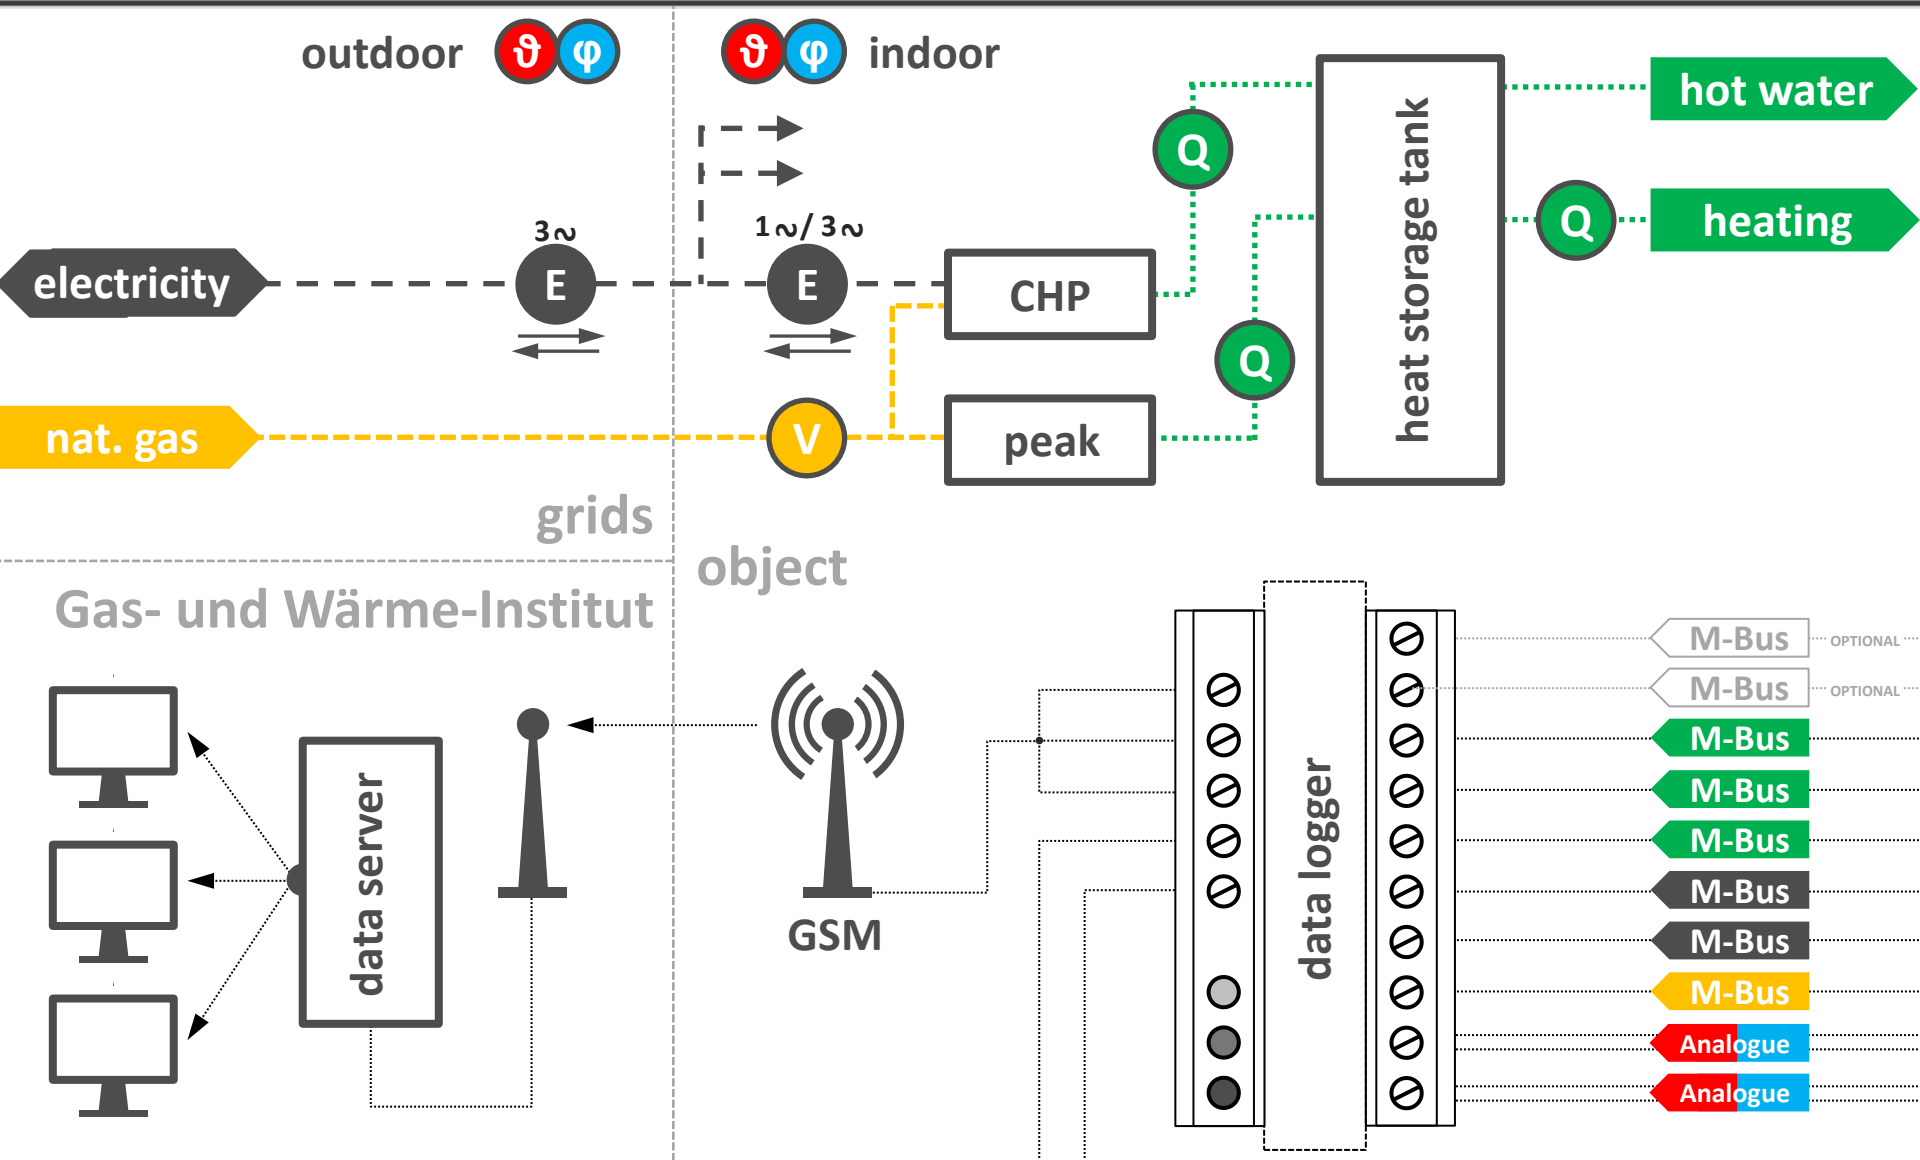 outdoor ϑ φ
ϑ φ indoor
hot water
Q
heat storage tank
3∾
1∾/ 3∾
Q
heating
electricity
E
E
CHP
Q
nat. gas
V
peak
grids
object
Gas- und Wärme-Institut
data server
GSM
data logger
M-Bus OPTIONAL
M-Bus OPTIONAL
M-Bus
M-Bus
M-Bus
M-Bus
M-Bus
M-Bus
Analogue
Analogue